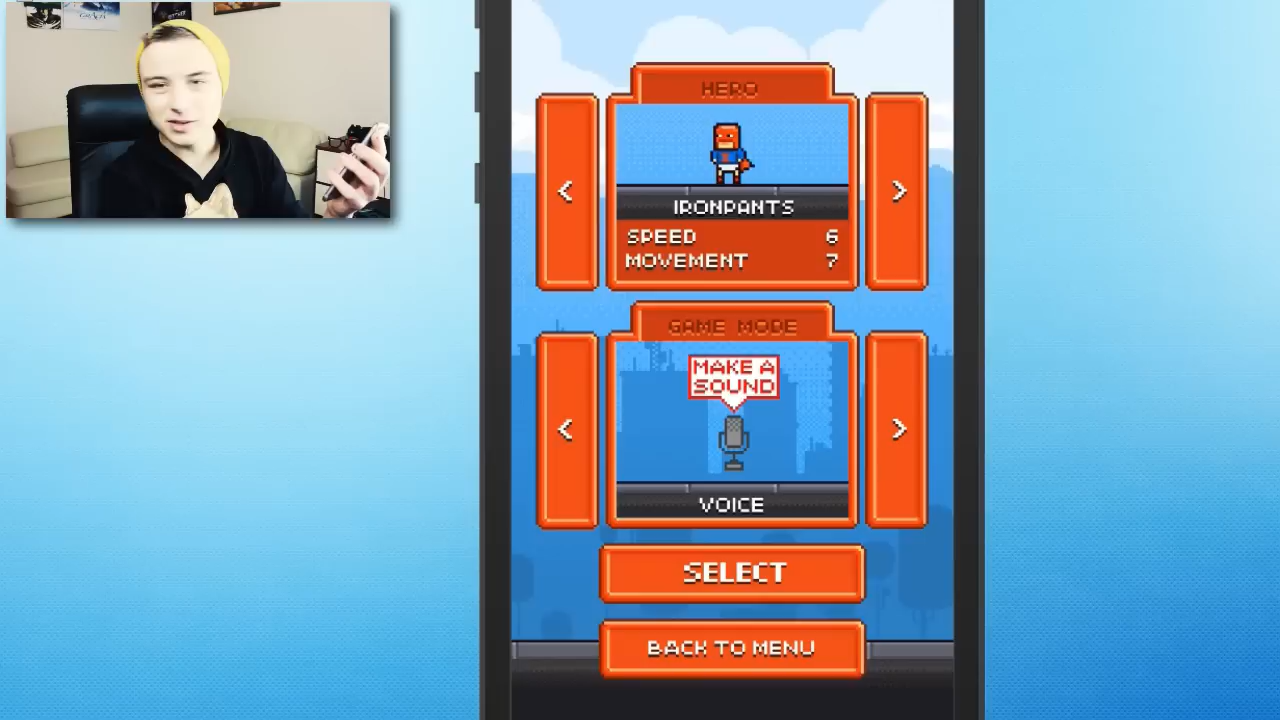 HERO
<
>
IRONPANTS
SPEED 6
MOVEMENT 7
GAME MODE
<
>
MAKE A
SOUND
VOICE
SELECT
BACK TO MENU